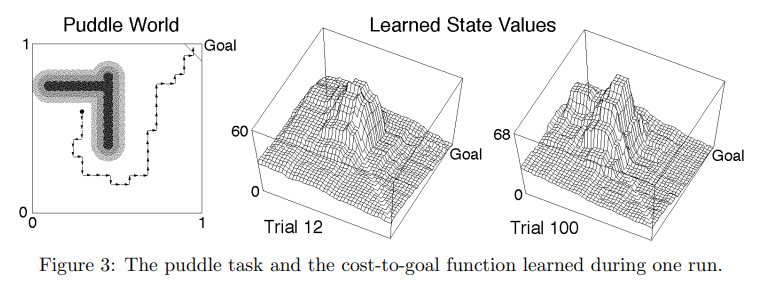 Puddle World
Learned State Values
1
Goal
0
0
1
60
0
Trial 12
Goal
68
0
Trial 100
Goal
Figure 3: The puddle task and the cost-to-goal function learned during one run.